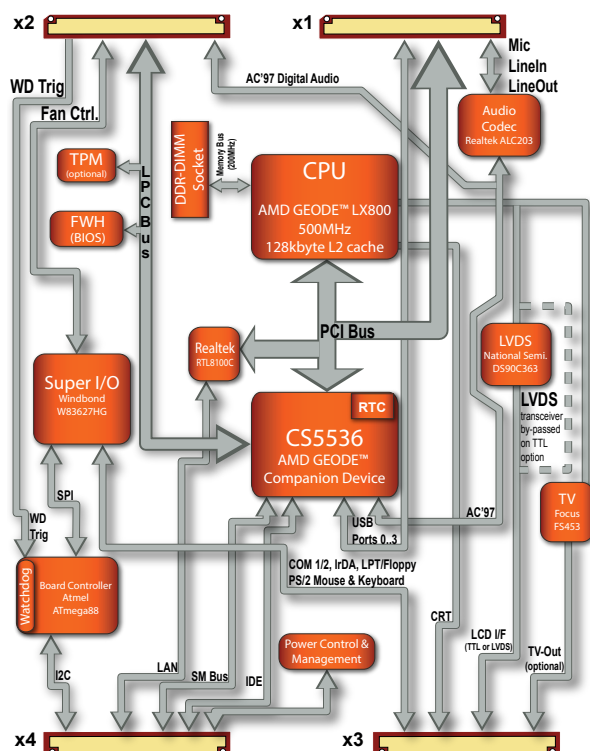 x2
x1
WD Trig
Fan Ctrl.
AC'97 Digital Audio
Mic
LineIn
LineOut
Audio
Codec
Realtek ALC203
TPM
(optional)
LPC Bus
DDR-DIMM
Socket
Memory Bus
(200MHz)
CPU
AMD GEODE™ LX800
500MHz
128kbyte L2 cache
FWH
(BIOS)
PCI Bus
Realtek
RTL8100C
LVDS
National Semi.
DS90C363
Super I/O
Windbond
W83627HG
LVDS
transceiver
by-passed
on TTL
option
RTC
CS5536
AMD GEODE™
Companion Device
TV
Focus
FS453
SPI
WD
Trig
USB
Ports 0..3
AC'97
COM 1/2, IrDA, LPT/Floppy
PS/2 Mouse & Keyboard
Watchdog
Board Controller
Atmel
ATmega88
I2C
LAN
SM Bus
IDE
Power Control &
Management
CRT
LCD I/F
(TTL or LVDS)
TV-Out
(optional)
x4
x3